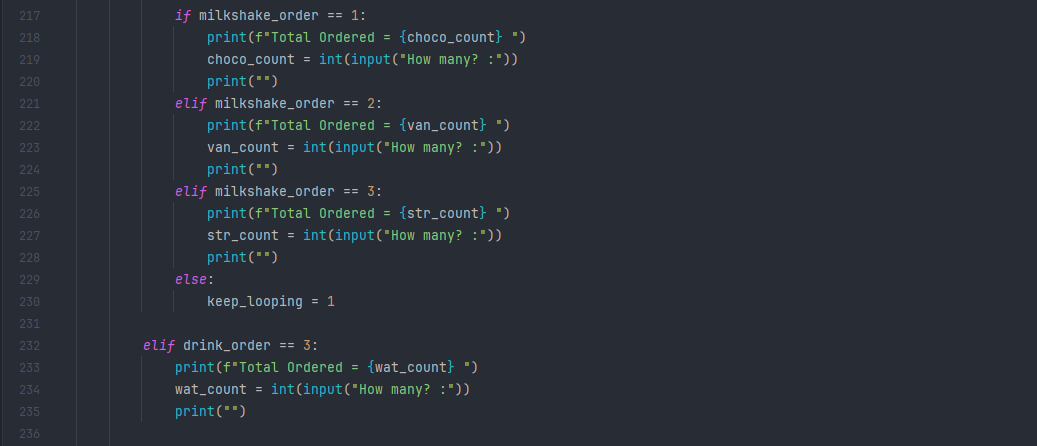 217 if milkshake_order == 1:
218 print(f"Total Ordered = {choco_count} ")
219 choco_count = int(input("How many? :"))
220 print("")
221 elif milkshake_order == 2:
222 print(f"Total Ordered = {van_count} ")
223 van_count = int(input("How many? :"))
224 print("")
225 elif milkshake_order == 3:
226 print(f"Total Ordered = {str_count} ")
227 str_count = int(input("How many? :"))
228 print("")
229 else:
230 keep_looping = 1
231
232 elif drink_order == 3:
233 print(f"Total Ordered = {wat_count} ")
234 wat_count = int(input("How many? :"))
235 print("")
236